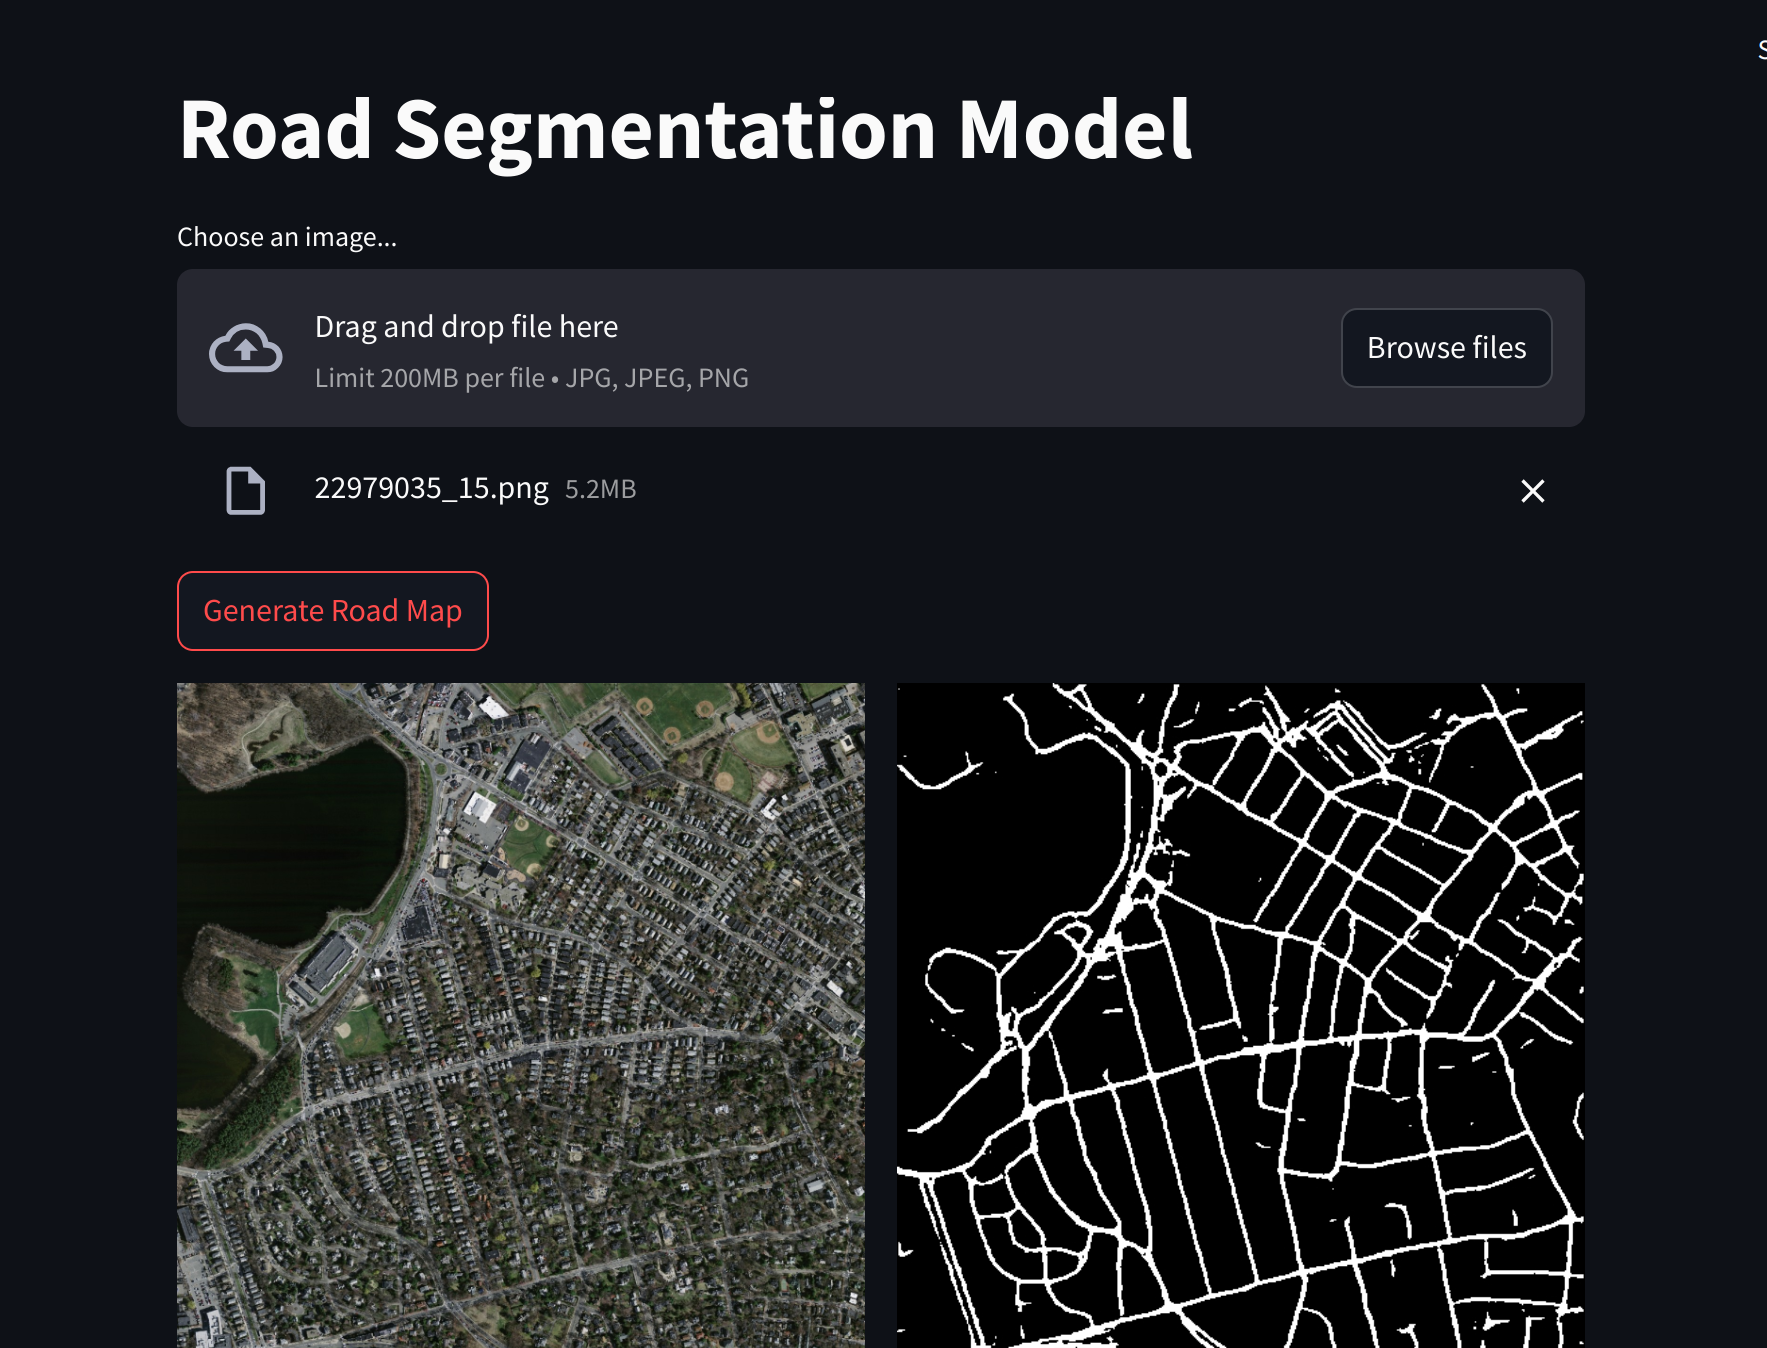 Road Segmentation Model
Choose an image...
Drag and drop file here
Limit 200MB per file • JPG, JPEG, PNG
Browse files
22979035_15.png 5.2MB
Generate Road Map